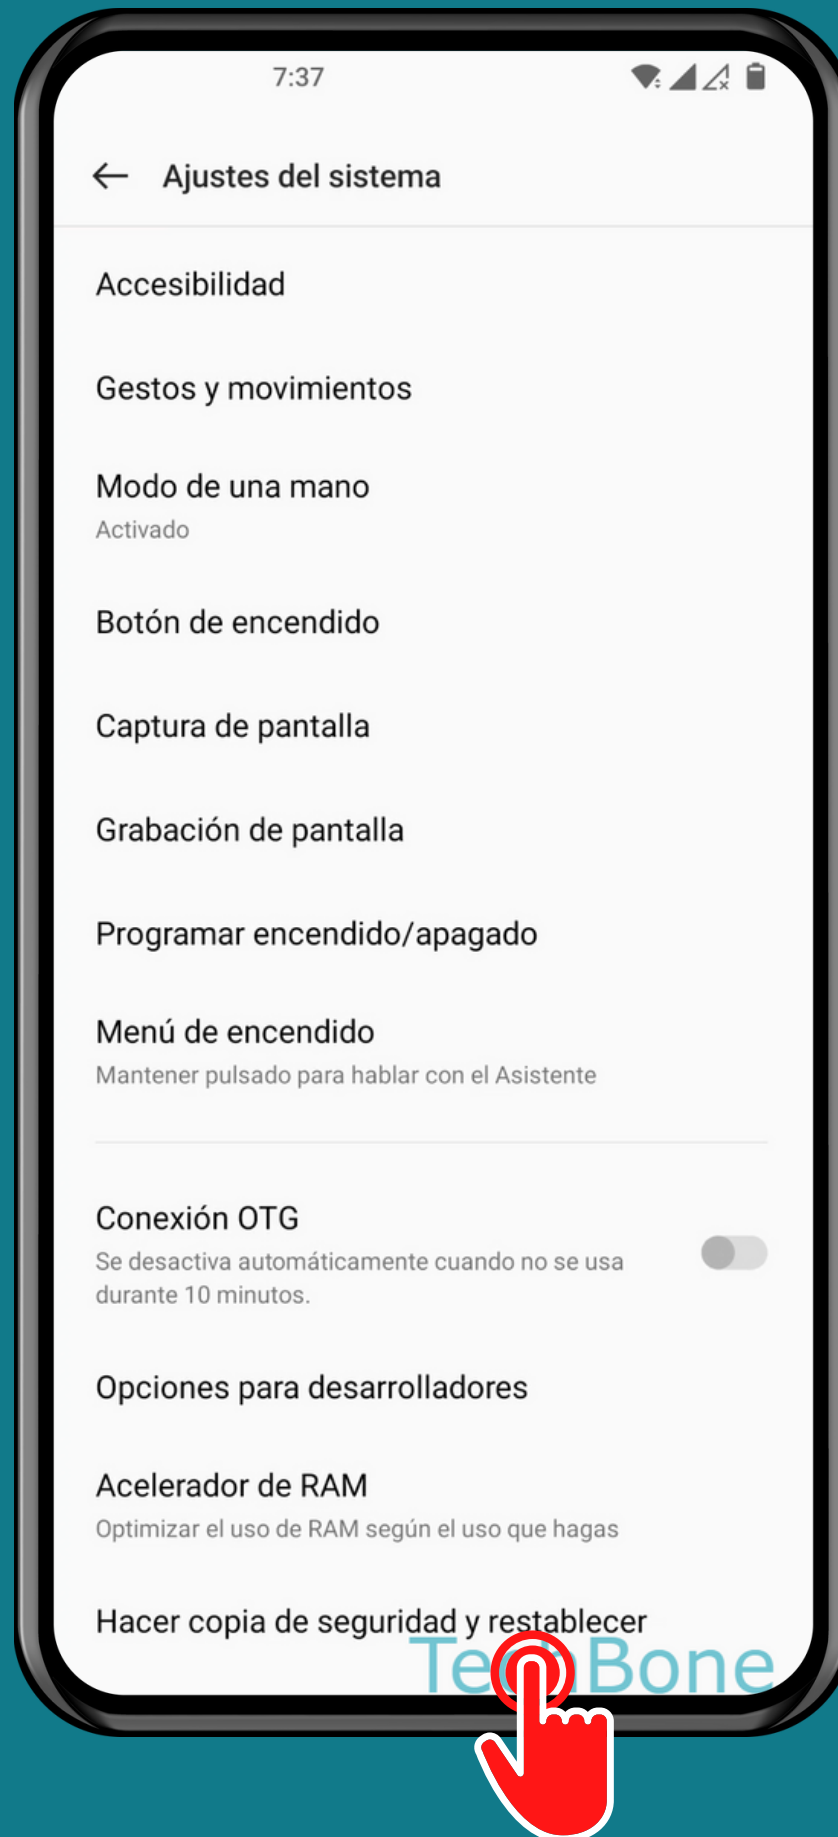 7:37
Ajustes del sistema
Accesibilidad
Gestos y movimientos
Modo de una mano
Activado
Botón de encendido
Captura de pantalla
Grabación de pantalla
Programar encendido/apagado
Menú de encendido
Mantener pulsado para hablar con el Asistente
Conexión OTG
Se desactiva automáticamente cuando no se usa
durante 10 minutos.
Opciones para desarrolladores
Acelerador de RAM
Optimizar el uso de RAM según el uso que hagas
Hacer copia de seguridad y restablecer
TechBone